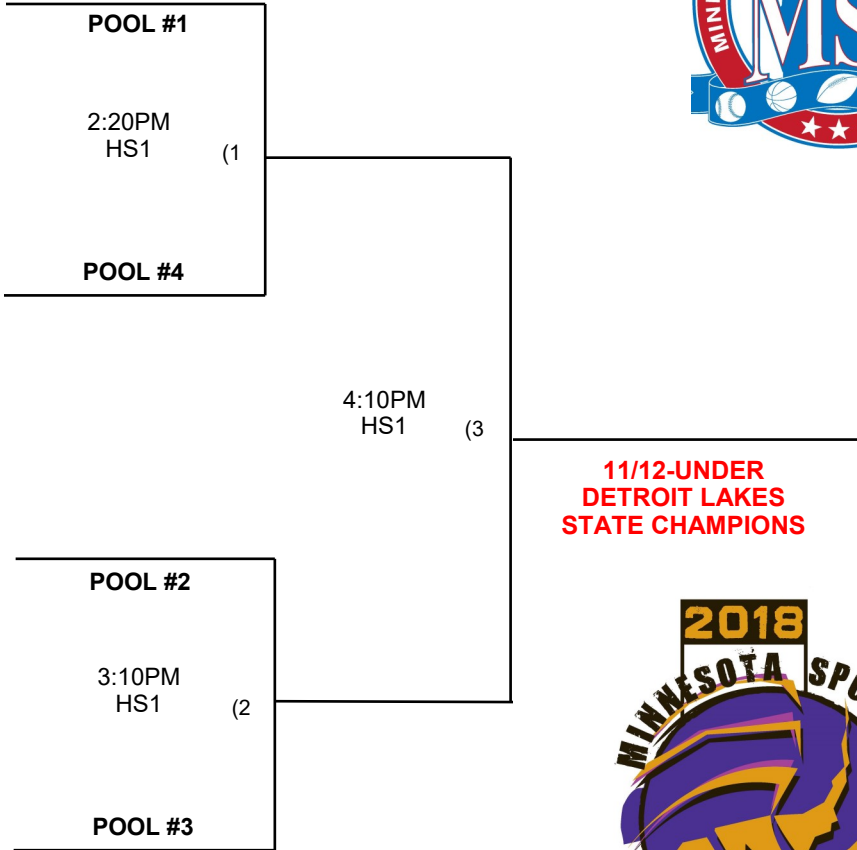 POOL #1
2:20PM
HS1 (1
POOL #4
4:10PM
HS1 (3
11/12-UNDER
DETROIT LAKES
STATE CHAMPIONS
POOL #2
3:10PM
HS1 (2
POOL #3
2018
MINNESOTA